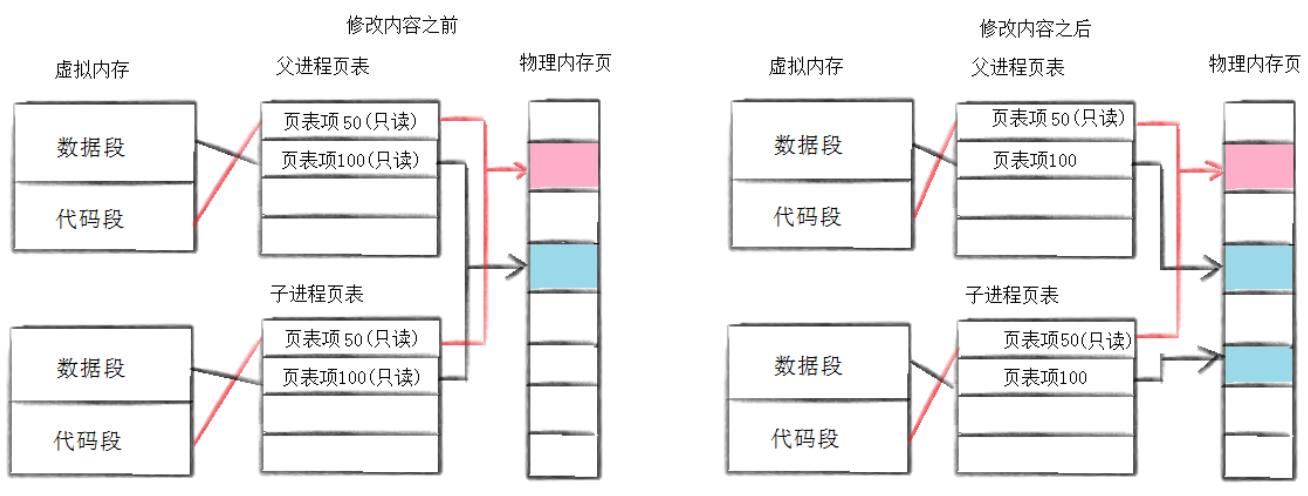 修改内容之前
虚拟内存
父进程页表
物理内存页
数据段
代码段
页表项50(只读)
页表项100(只读)
子进程页表
数据段
代码段
页表项50(只读)
页表项100(只读)
修改内容之后
虚拟内存
父进程页表
物理内存页
数据段
代码段
页表项50(只读)
页表项100
子进程页表
数据段
代码段
页表项50(只读)
页表项100